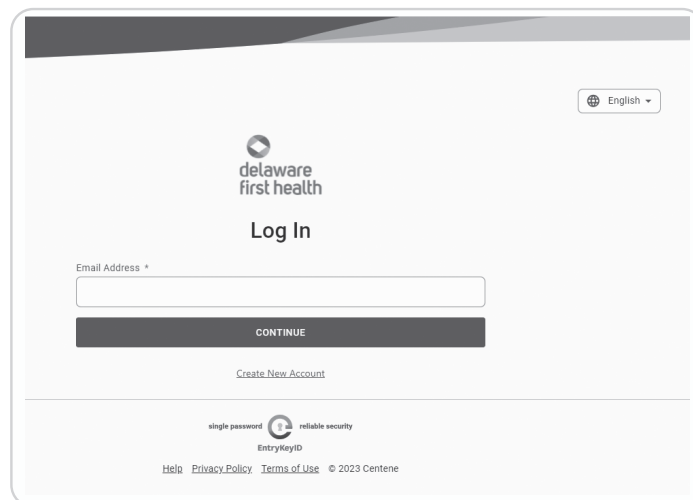 English
delaware
first health
Log In
Email Address *
CONTINUE
Create New Account
single password reliable security
EntryKeyID
Help Privacy Policy Terms of Use © 2023 Centene